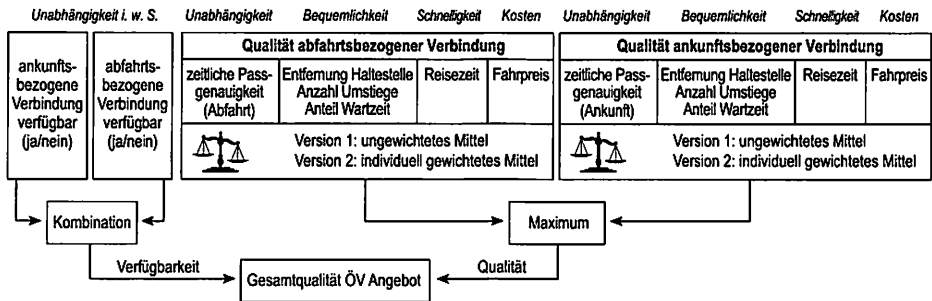 Unabhängigkeit i. w. S. Unabhängigkeit Bequemlichkeit Schnelligkeit Kosten Unabhängigkeit Bequemlichkeit Schnelligkeit Kosten
ankunfts-
bezogene
Verbindung
verfügbar
(ja/nein)
abfahrts-
bezogene
Verbindung
verfügbar
(ja/nein)
Qualität abfahrtsbezogener Verbindung
zeitliche Pass-
genauigkeit
(Abfahrt)
Entfernung Haltestelle
Anzahl Umstiege
Anteil Wartzeit
Reisezeit
Fahrpreis
Version 1: ungewichtetes Mittel
Version 2: individuell gewichtetes Mittel
Qualität ankunftsbezogener Verbindung
zeitliche Pass-
genauigkeit
(Ankunft)
Entfernung Haltestelle
Anzahl Umstiege
Anteil Wartzeit
Reisezeit
Fahrpreis
Version 1: ungewichtetes Mittel
Version 2: individuell gewichtetes Mittel
Kombination
Maximum
Verfügbarkeit
Gesamtqualität ÖV Angebot
Qualität